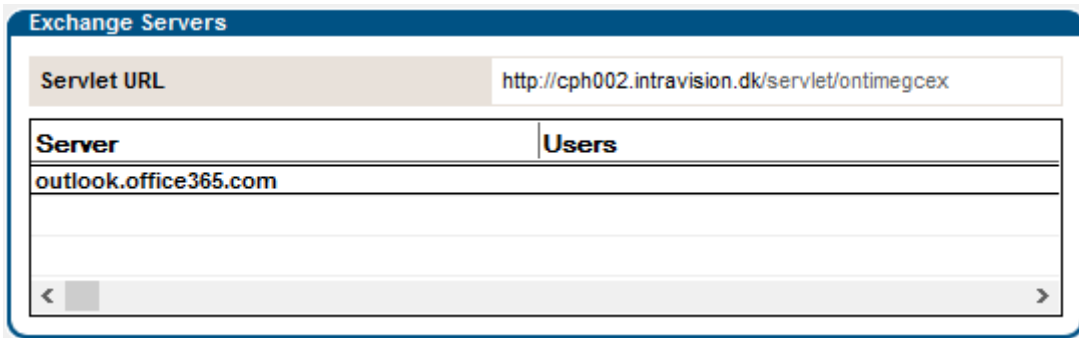 Exchange Servers
Servlet URL http://cph002.intravision.dk/servlet/ontimegcex
Server Users
outlook.office365.com